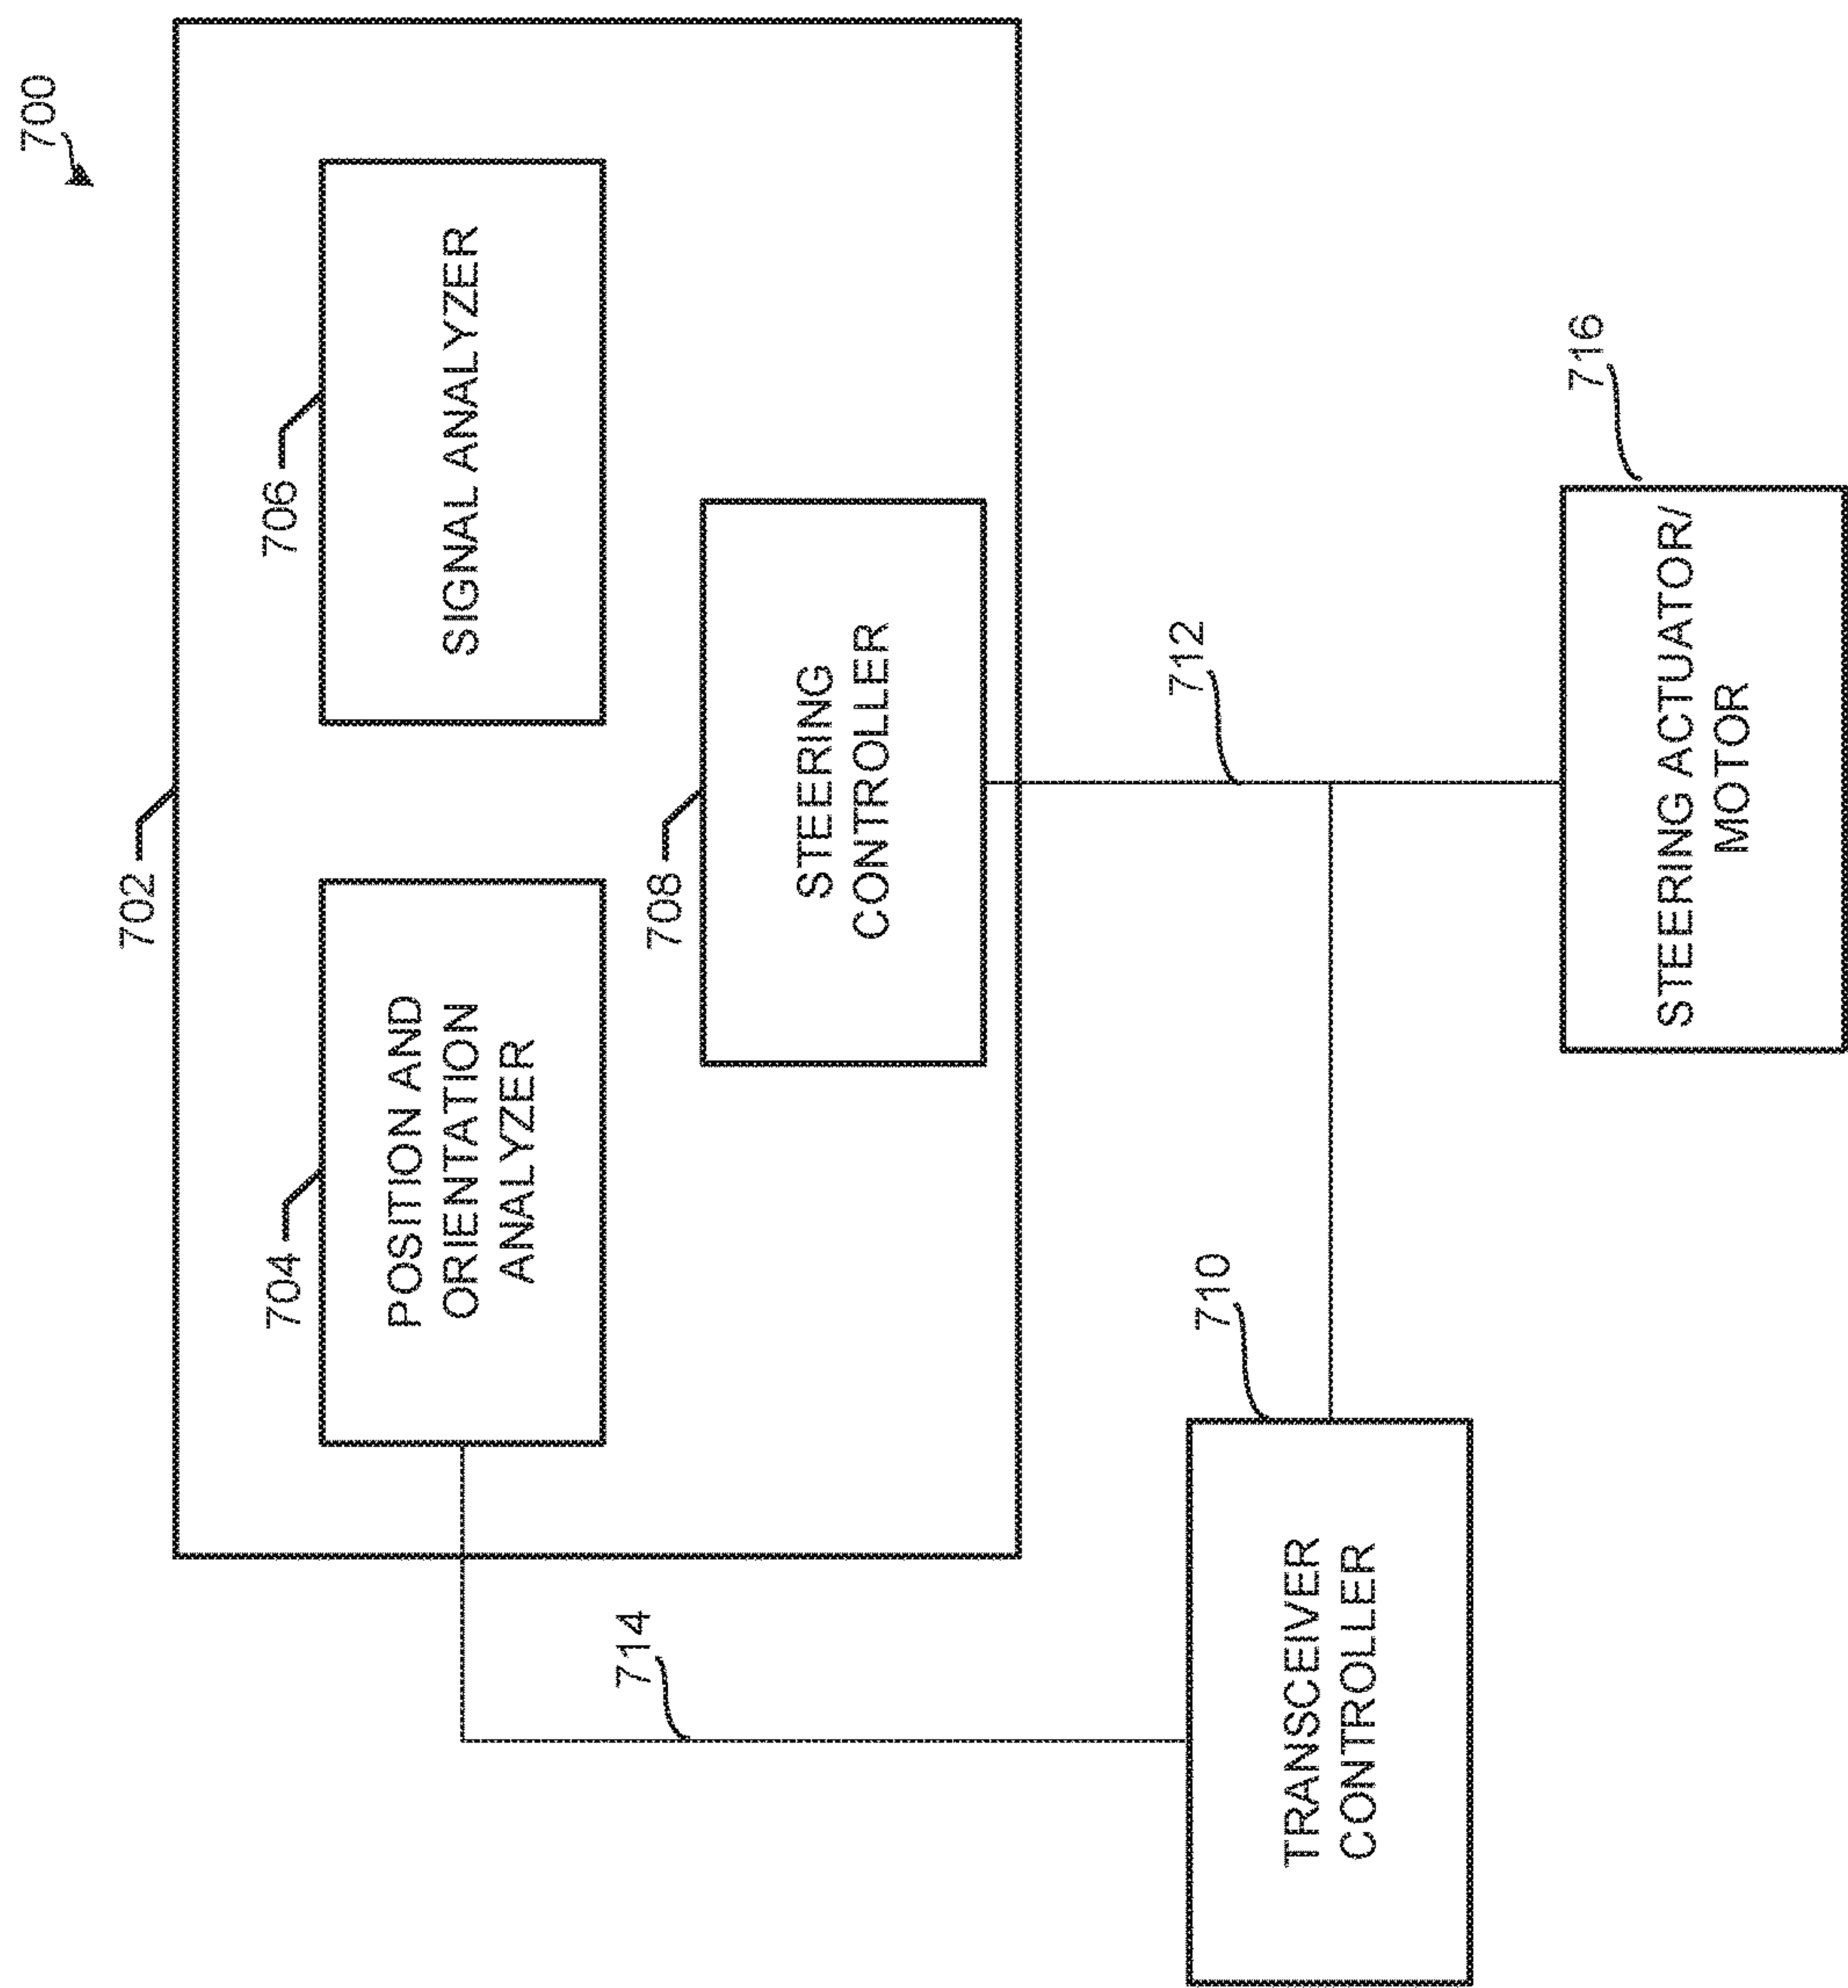 700
702
704
POSITION AND
ORIENTATION
ANALYZER
706
SIGNAL ANALYZER
708
STEERING
CONTROLLER
714
710
TRANSCEIVER
CONTROLLER
712
716
STEERING ACTUATOR/
MOTOR